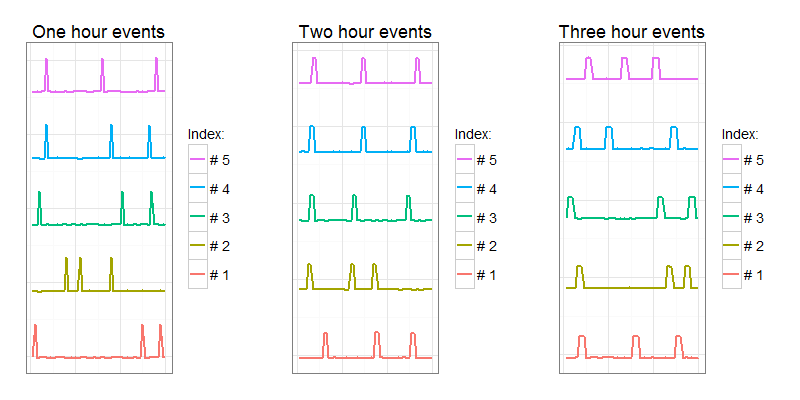 One hour events
Two hour events
Three hour events
Index:
# 5
# 4
# 3
# 2
# 1
Index:
# 5
# 4
# 3
# 2
# 1
Index:
# 5
# 4
# 3
# 2
# 1